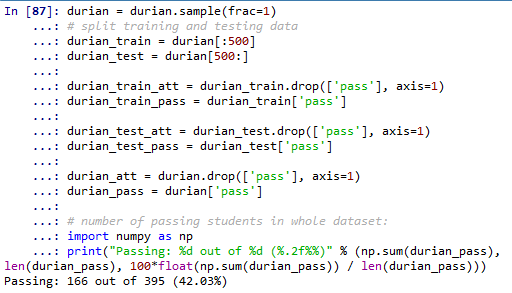 In [87]: durian = durian.sample(frac=1)
...: # split training and testing data
...: durian_train = durian[:500]
...: durian_test = durian[500:]
...:
...: durian_train_att = durian_train.drop(['pass'], axis=1)
...: durian_train_pass = durian_train['pass']
...:
...: durian_test_att = durian_test.drop(['pass'], axis=1)
...: durian_test_pass = durian_test['pass']
...:
...: durian_att = durian.drop(['pass'], axis=1)
...: durian_pass = durian['pass']
...:
...: # number of passing students in whole dataset:
...: import numpy as np
...: print("Passing: %d out of %d (%.2f%%)" % (np.sum(durian_pass),
len(durian_pass), 100*float(np.sum(durian_pass)) / len(durian_pass)))
Passing: 166 out of 395 (42.03%)